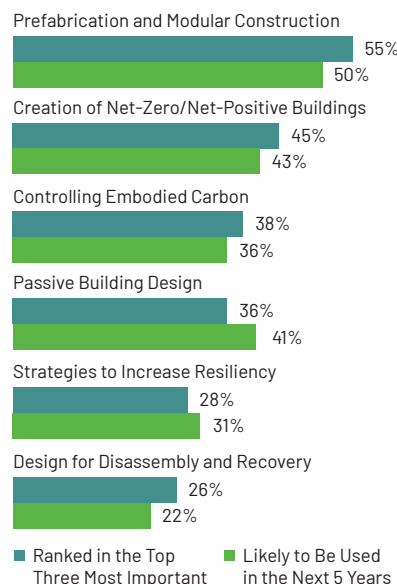 Prefabrication and Modular Construction
55%
50%
Creation of Net-Zero/Net-Positive Buildings
45%
43%
Controlling Embodied Carbon
38%
36%
Passive Building Design
36%
41%
Strategies to Increase Resiliency
28%
31%
Design for Disassembly and Recovery
26%
22%
Ranked in the Top
Three Most Important
Likely to Be Used
in the Next 5 Years